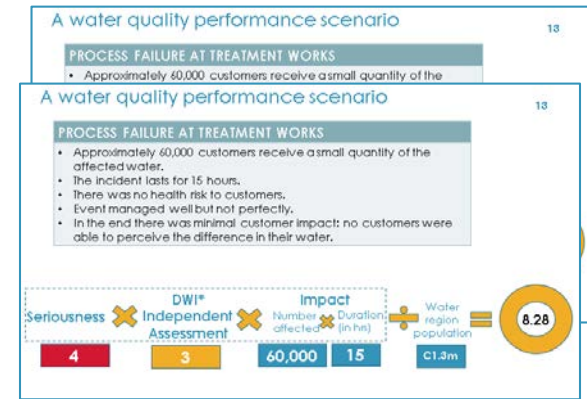 A water quality performance scenario
13
PROCESS FAILURE AT TREATMENT WORKS
• Approximately 60,000 customers receive a small quantity of the
A water quality performance scenario
13
PROCESS FAILURE AT TREATMENT WORKS
• Approximately 60,000 customers receive a small quantity of the
affected water.
• The incident lasts for 15 hours.
• There was no health risk to customers.
• Event managed well but not perfectly.
• In the end there was minimal customer impact: no customers were
able to perceive the difference in their water.
Seriousness
DWI*
Independent
Assessment
Impact
Number
affected
Duration
(in hrs)
Water
region
population
4
3
60,000
15
C1.3m
8.28